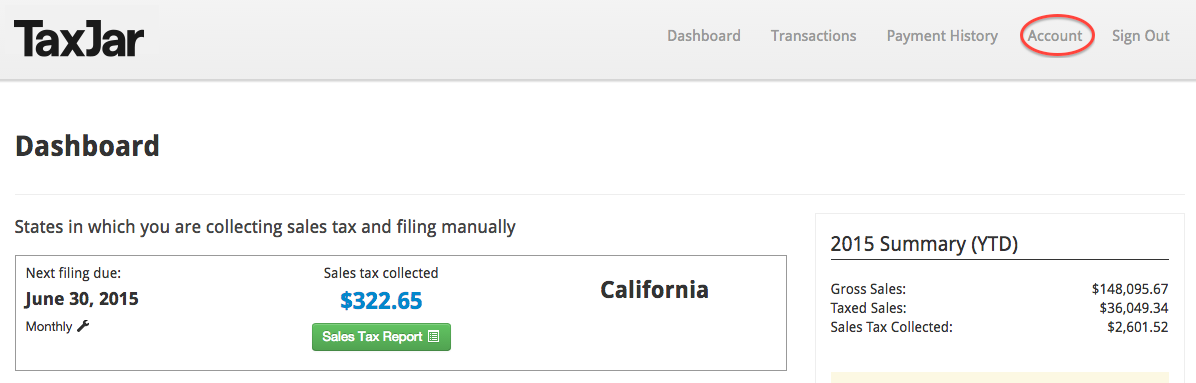 TaxJar
Dashboard Transactions Payment History Account Sign Out
Dashboard
States in which you are collecting sales tax and filing manually
Next filing due:
June 30, 2015
Monthly
Sales tax collected
$322.65
Sales Tax Report
California
2015 Summary (YTD)
Gross Sales: $148,095.67
Taxed Sales: $36,049.34
Sales Tax Collected: $2,601.52